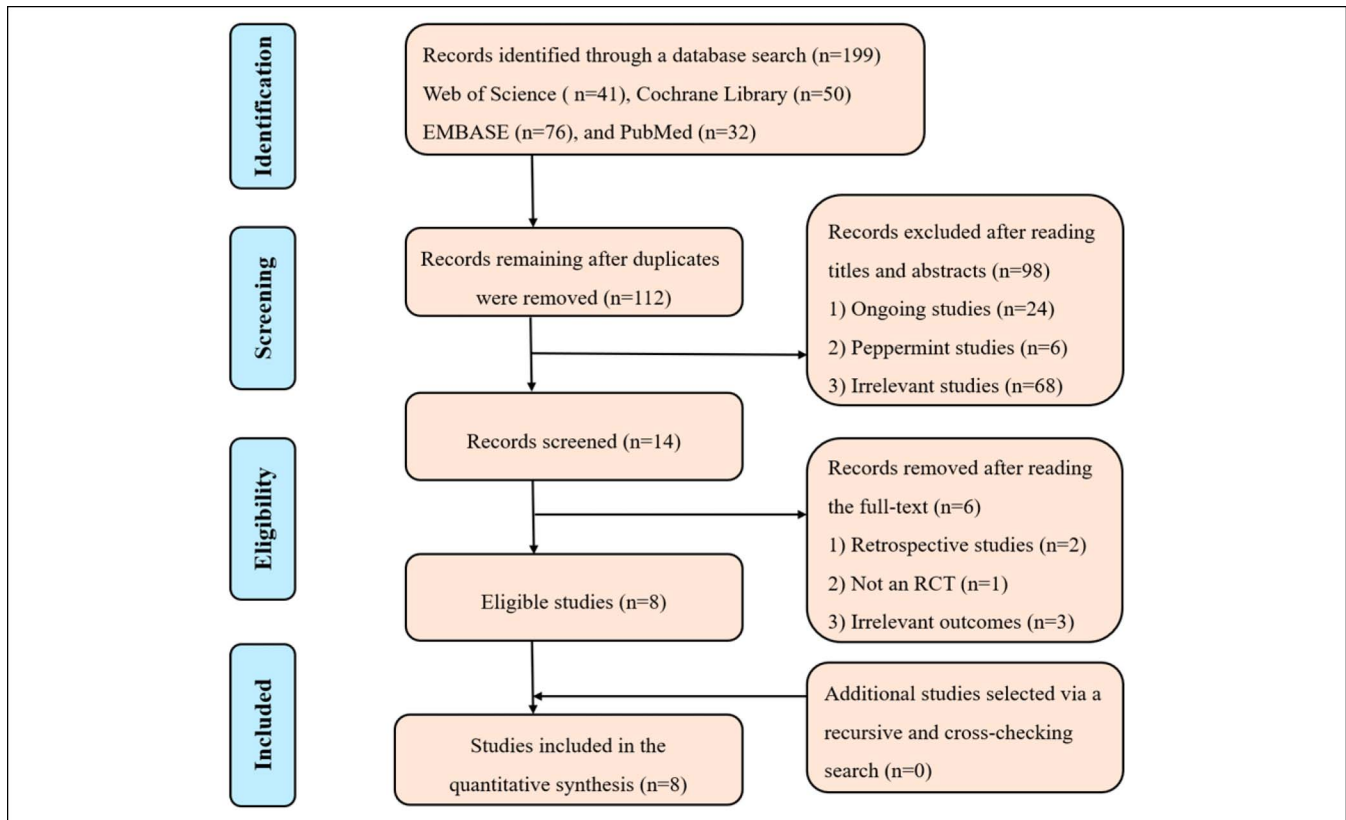 Identification
Records identified through a database search (n=199)
Web of Science ( n=41), Cochrane Library (n=50)
EMBASE (n=76), and PubMed (n=32)
Screening
Records remaining after duplicates
were removed (n=112)
Records excluded after reading
titles and abstracts (n=98)
1) Ongoing studies (n=24)
2) Peppermint studies (n=6)
3) Irrelevant studies (n=68)
Eligibility
Records screened (n=14)
Records removed after reading
the full-text (n=6)
1) Retrospective studies (n=2)
2) Not an RCT (n=1)
3) Irrelevant outcomes (n=3)
Eligible studies (n=8)
Included
Additional studies selected via a
recursive and cross-checking
search (n=0)
Studies included in the
quantitative synthesis (n=8)